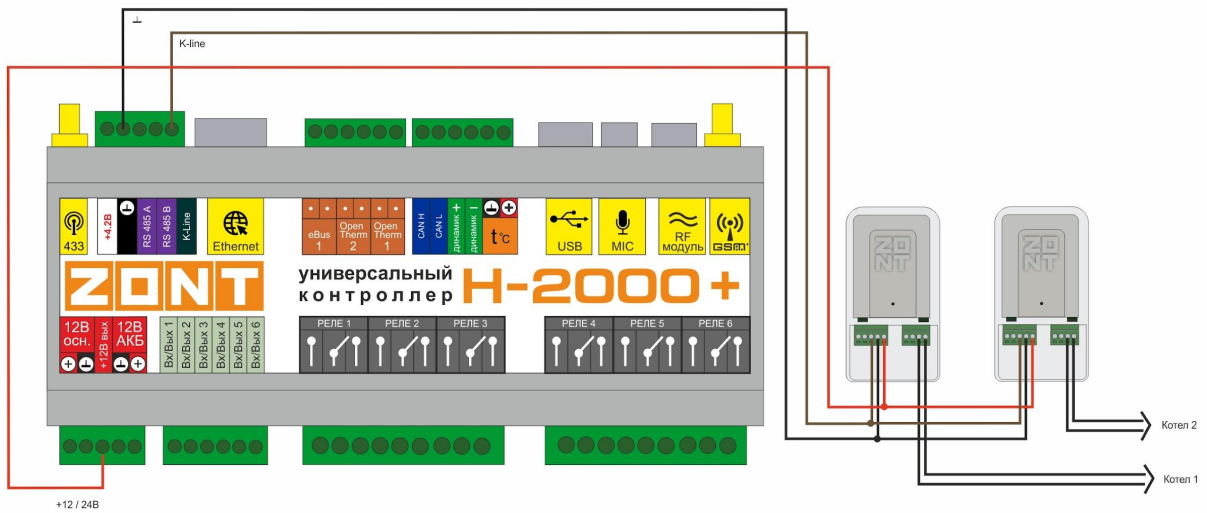 ⊥
K-line
433
+4.2В
RS 485 A
RS 485 B
K-Line
Ethernet
eBus 1
Open Therm 2
Open Therm 1
CAN H
CAN L
динамик +
динамик –
t°C
USB
MIC
RF
модуль
GSM
ZONT
универсальный
контроллер
H-2000+
ZONT
ZONT
12В
осн.
+12В вых
12В
АКБ
Вх/Вых 1
Вх/Вых 2
Вх/Вых 3
Вх/Вых 4
Вх/Вых 5
Вх/Вых 6
РЕЛЕ 1
РЕЛЕ 2
РЕЛЕ 3
РЕЛЕ 4
РЕЛЕ 5
РЕЛЕ 6
Котел 2
Котел 1
+12 / 24В